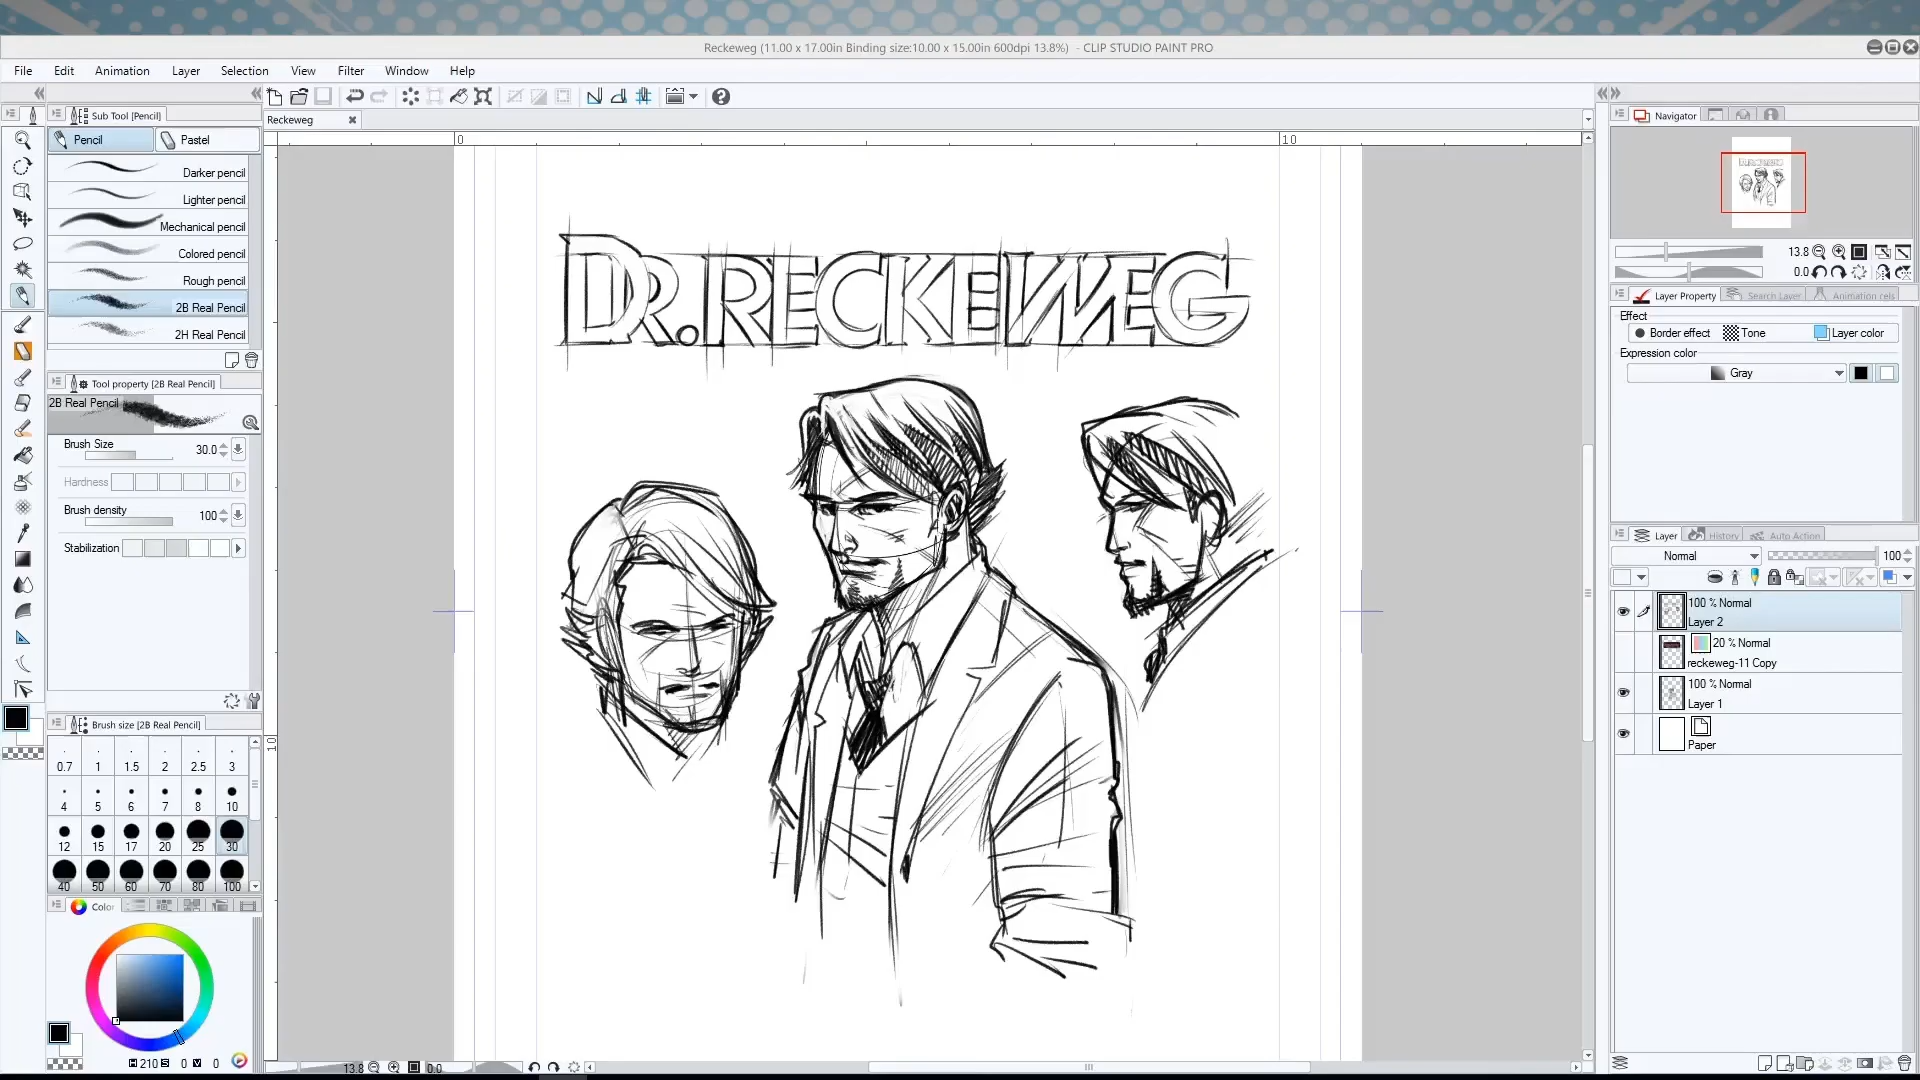 Reckeweg (11.00 x 17.00in Binding size:10.00 x 15.00in 600dpi 13.8%) - CLIP STUDIO PAINT PRO
File Edit Animation Layer Selection View Filter Window Help
Sub Tool [Pencil]
Pencil Pastel
Darker pencil
Lighter pencil
Mechanical pencil
Colored pencil
Rough pencil
2B Real Pencil
2H Real Pencil
Tool property [2B Real Pencil]
2B Real Pencil
Brush Size 30.0
Hardness
Brush density 100
Stabilization
Brush size [2B Real Pencil]
0.7 1 1.5 2 2.5 3
4 5 6 7 8 10
12 15 17 20 25 30
40 50 60 70 80 100
Color
H 210 S 0 V 0
Reckeweg
0 10
10
DR. RECKEWEG
13.8 0.0
Navigator
13.8
0.0
Layer Property Search Layer Animation cels
Effect
Border effect Tone Layer color
Expression color
Gray
Layer History Auto Action
Normal 100
100 % Normal
Layer 2
20 % Normal
reckeweg-11 Copy
100 % Normal
Layer 1
Paper